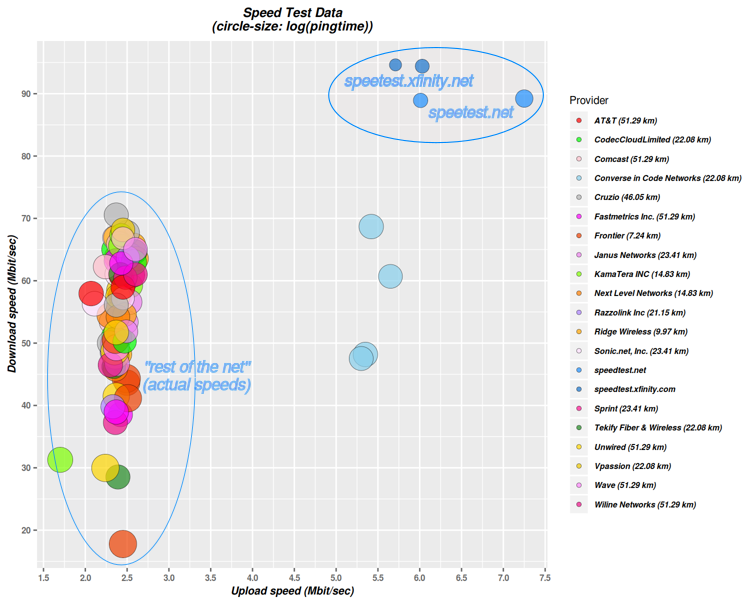 Speed Test Data
(circle-size: log(pingtime))
Download speed (Mbit/sec)
90
80
70
60
50
40
30
20
speetest.xfinity.net
speetest.net
"rest of the net"
(actual speeds)
1.5 2.0 2.5 3.0 3.5 4.0 4.5 5.0 5.5 6.0 6.5 7.0 7.5
Upload speed (Mbit/sec)
Provider
AT&T (51.29 km)
CodecCloudLimited (22.08 km)
Comcast (51.29 km)
Converse in Code Networks (22.08 km)
Cruzio (46.05 km)
Fastmetrics Inc. (51.29 km)
Frontier (7.24 km)
Janus Networks (23.41 km)
KamaTera INC (14.83 km)
Next Level Networks (14.83 km)
Razzolink Inc (21.15 km)
Ridge Wireless (9.97 km)
Sonic.net, Inc. (23.41 km)
speedtest.net
speedtest.xfinity.com
Sprint (23.41 km)
Tekify Fiber & Wireless (22.08 km)
Unwired (51.29 km)
Vpassion (22.08 km)
Wave (51.29 km)
Wiline Networks (51.29 km)